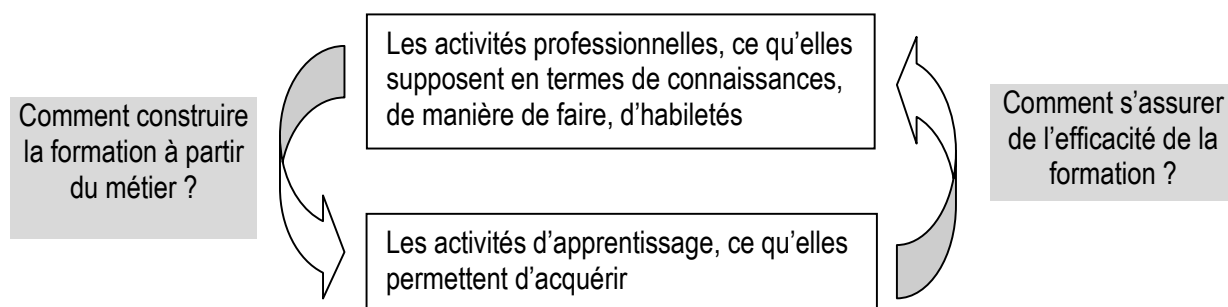 Les activités professionnelles, ce qu’elles
supposent en termes de connaissances,
de manière de faire, d’habiletés
Comment construire
la formation à partir
du métier ?
Comment s’assurer
de l’efficacité de la
formation ?
Les activités d’apprentissage, ce qu’elles
permettent d’acquérir